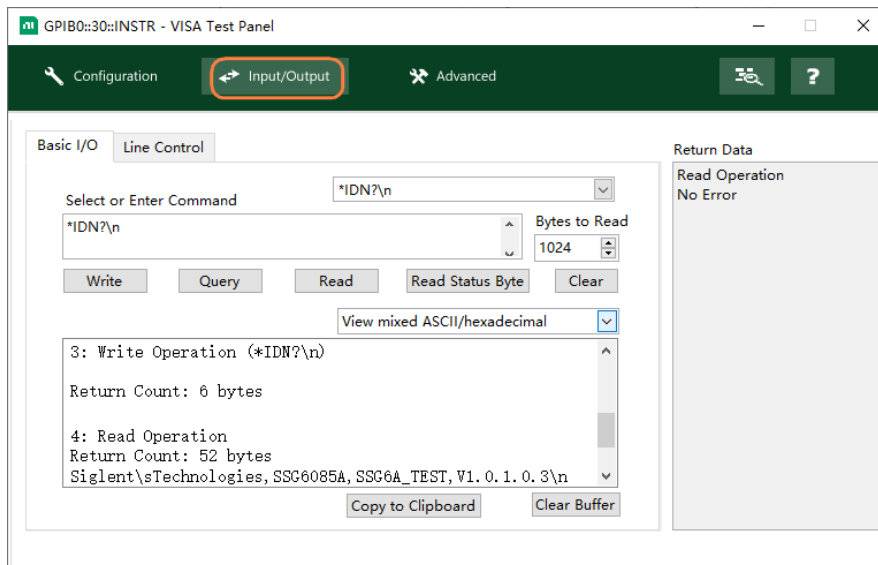 GPIB0::30::INSTR - VISA Test Panel
Configuration
Input/Output
Advanced
?
Basic I/O
Line Control
Return Data
Read Operation
No Error
Select or Enter Command
*IDN?\n
*IDN?\n
Bytes to Read
1024
Write
Query
Read
Read Status Byte
Clear
View mixed ASCII/hexadecimal
3: Write Operation (*IDN?\n)
Return Count: 6 bytes
4: Read Operation
Return Count: 52 bytes
Siglent\sTechnologies,SSG6085A,SSG6A_TEST,V1.0.1.0.3\n
Copy to Clipboard
Clear Buffer